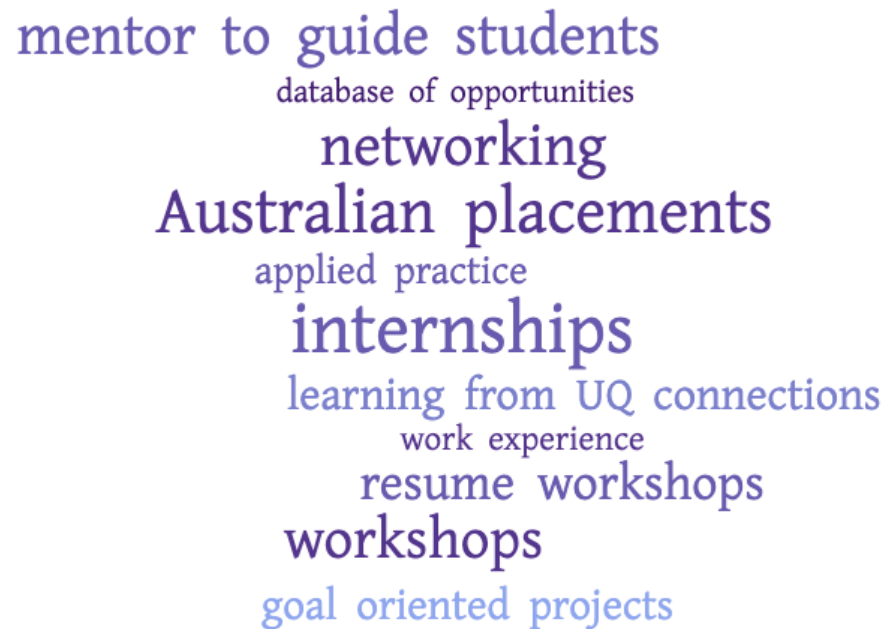 mentor to guide students
database of opportunities
networking
Australian placements
applied practice
internships
learning from UQ connections
work experience
resume workshops
workshops
goal oriented projects